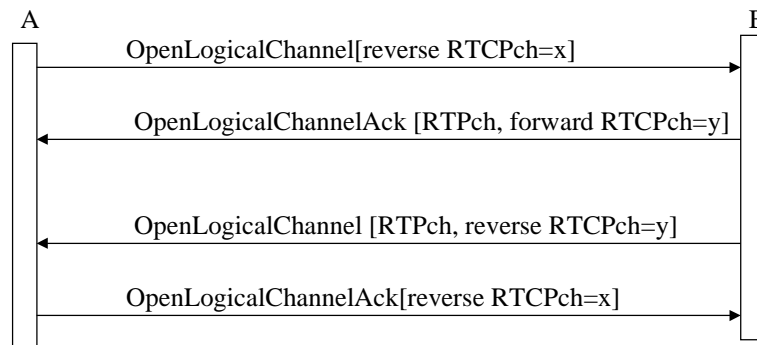 A
OpenLogicalChannel[reverse RTCPch=x]
OpenLogicalChannelAck [RTPch, forward RTCPch=y]
OpenLogicalChannel [RTPch, reverse RTCPch=y]
OpenLogicalChannelAck[reverse RTCPch=x]